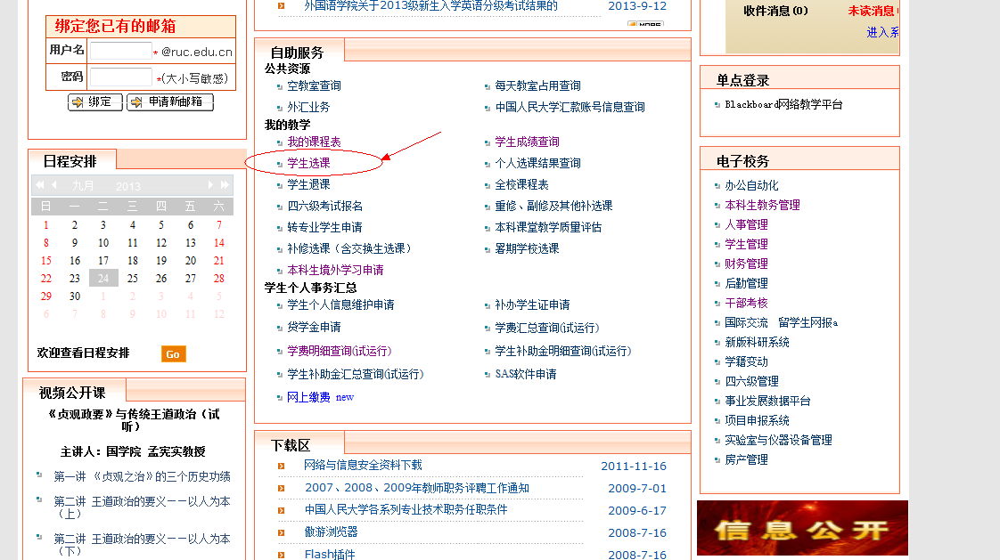 绑定您已有的邮箱
用户名 * @ruc.edu.cn
密码 *(大小写敏感)
绑定 申请新邮箱
日程安排
九月 2013
日 一 二 三 四 五 六
1 2 3 4 5 6 7
8 9 10 11 12 13 14
15 16 17 18 19 20 21
22 23 24 25 26 27 28
29 30 1 2 3 4 5
6 7 8 9 10 11 12
欢迎查看日程安排 Go
视频公开课
《贞观政要》与传统王道政治（试
听）
主讲人：国学院 孟宪实教授
第一讲 《贞观之治》的三个历史功绩
第二讲 王道政治的要义－－以人为本
（上）
第二讲 王道政治的要义－－以人为本
（下）
外国语学院关于2013级新生入学英语分级考试结果的 2013-9-12
MORE
自助服务
公共资源
空教室查询 每天教室占用查询
外汇业务 中国人民大学汇款账号信息查询
我的教学
我的课程表 学生成绩查询
学生选课 个人选课结果查询
学生退课 全校课程表
四六级考试报名 重修、副修及其他补选课
转专业学生申请 本科课堂教学质量评估
补修选课（含交换生选课） 暑期学校选课
本科生境外学习申请
学生个人事务汇总
学生个人信息维护申请 补办学生证申请
贷学金申请 学费汇总查询(试运行)
学费明细查询(试运行) 学生补助金明细查询(试运行)
学生补助金汇总查询(试运行) SAS软件申请
网上缴费 new
下载区
网络与信息安全资料下载 2011-11-16
2007、2008、2009年教师职务评聘工作通知 2009-7-01
中国人民大学各系列专业技术职务任职条件 2009-6-17
傲游浏览器 2008-7-16
Flash插件 2008-7-16
收件消息(0) 未读消息
进入系
单点登录
Blackboard网络教学平台
电子校务
办公自动化
本科生教务管理
人事管理
学生管理
财务管理
后勤管理
干部考核
国际交流 留学生网报a
新版科研系统
学籍变动
四六级管理
事业发展数据平台
项目申报系统
实验室与仪器设备管理
房产管理
信息公开